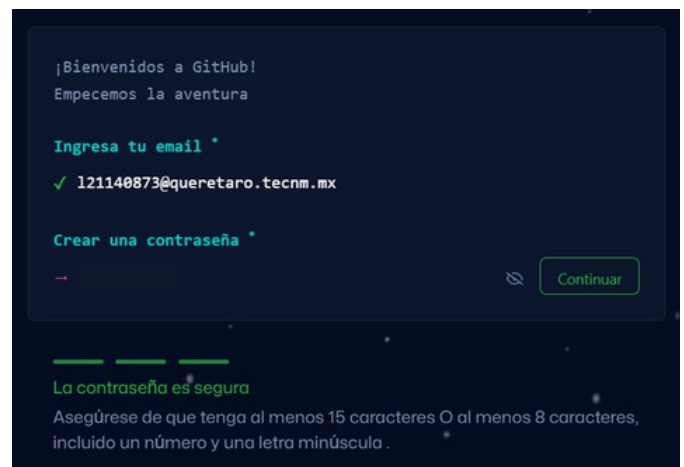 ¡Bienvenidos a GitHub!
Empecemos la aventura
Ingresa tu email *
✓ l21140873@queretaro.tecnm.mx
Crear una contraseña *
→
Continuar
La contraseña es segura
Asegúrese de que tenga al menos 15 caracteres O al menos 8 caracteres,
incluido un número y una letra minúscula .